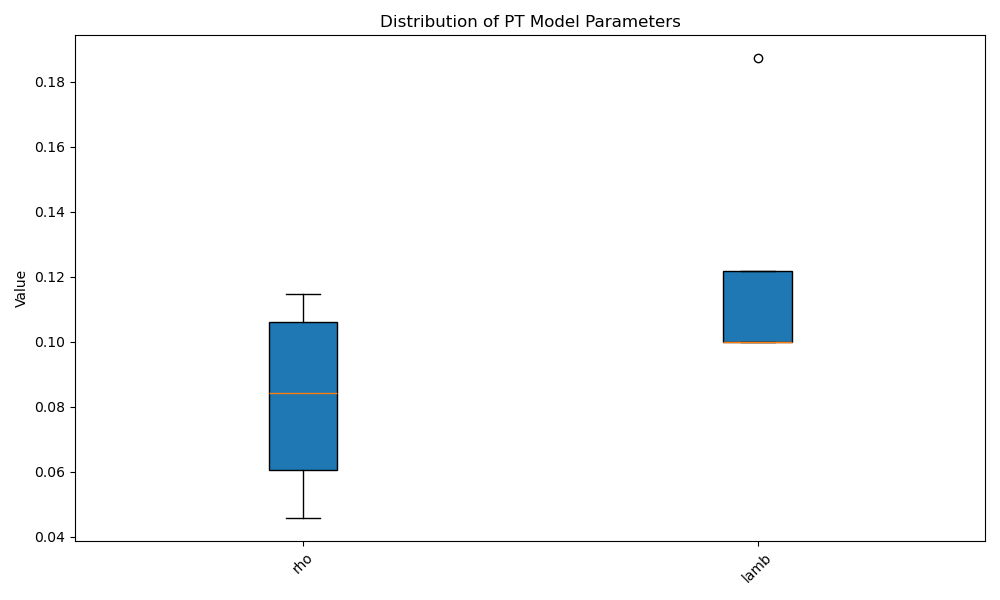 Distribution of PT Model Parameters
0.18
0.16
0.14
0.12
0.10
0.08
0.06
0.04
Value
rho
lamb